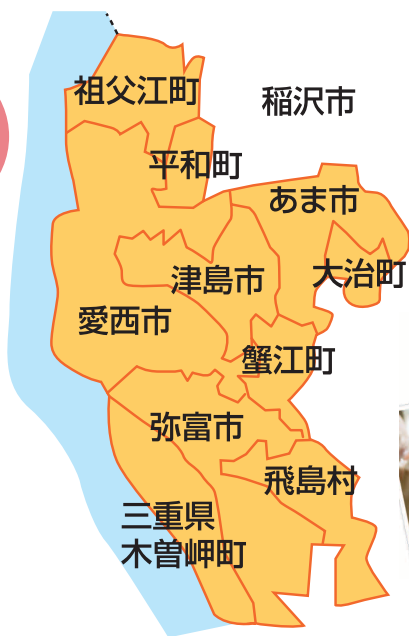 祖父江町
稲沢市
平和町
あま市
大治町
津島市
愛西市
蟹江町
弥富市
飛島村
三重県
木曽岬町